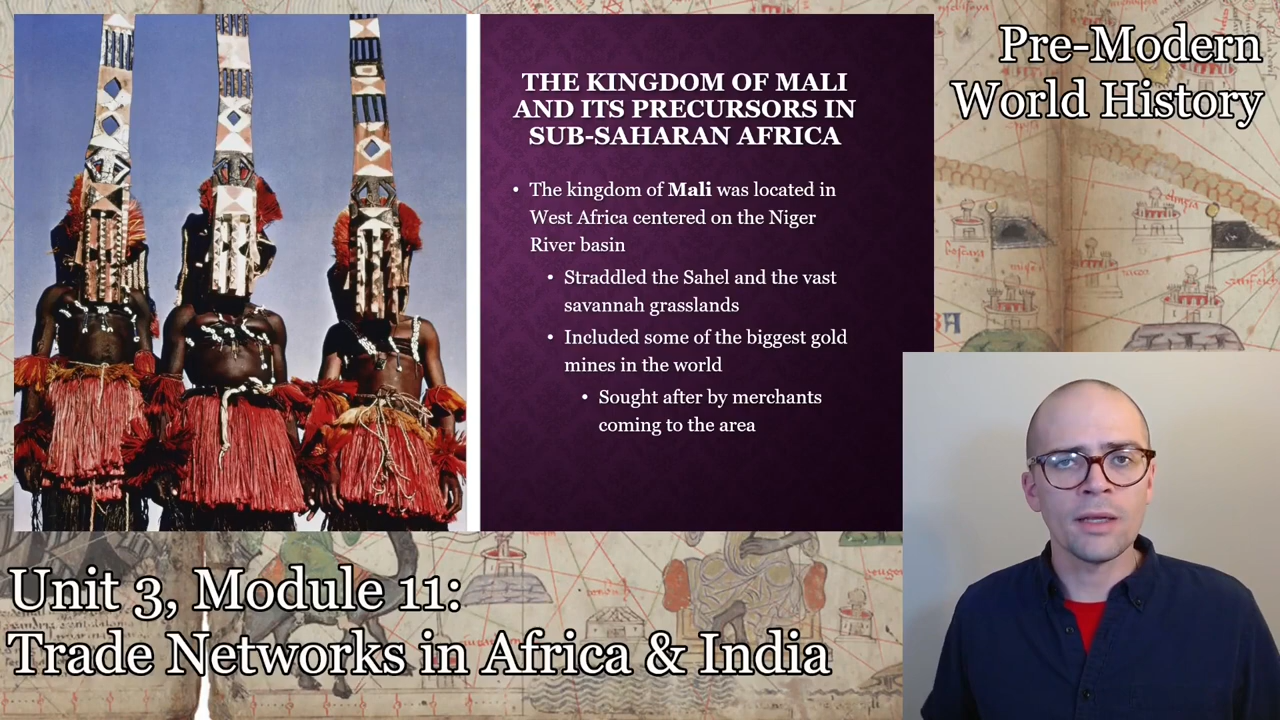 Pre-Modern
World History
THE KINGDOM OF MALI
AND ITS PRECURSORS IN
SUB-SAHARAN AFRICA
• The kingdom of Mali was located in
West Africa centered on the Niger
River basin
• Straddled the Sahel and the vast
savannah grasslands
• Included some of the biggest gold
mines in the world
• Sought after by merchants
coming to the area
Unit 3, Module 11:
Trade Networks in Africa & India